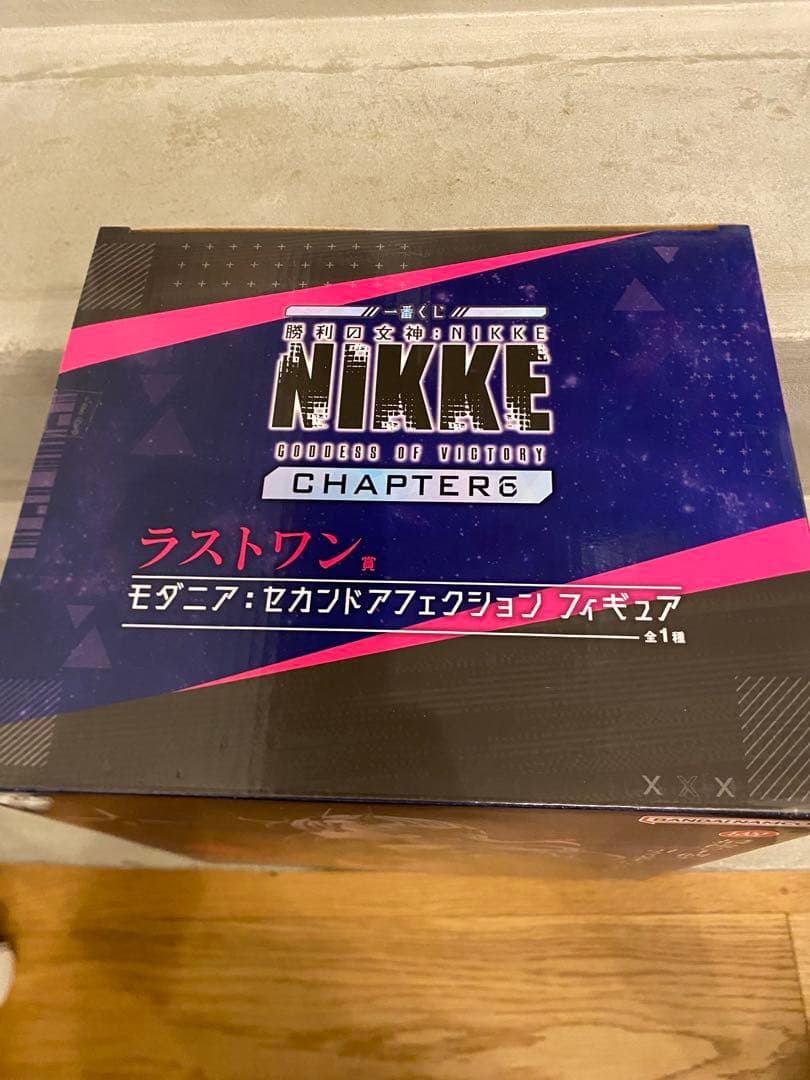 一番くじ
勝利の女神:NIKKE
NIKKE
GODDESS OF VICTORY
CHAPTER6
ラストワン賞
モダニア:セカンドアフェクション フィギュア
全1種
X X X
BANDAI NAMCO